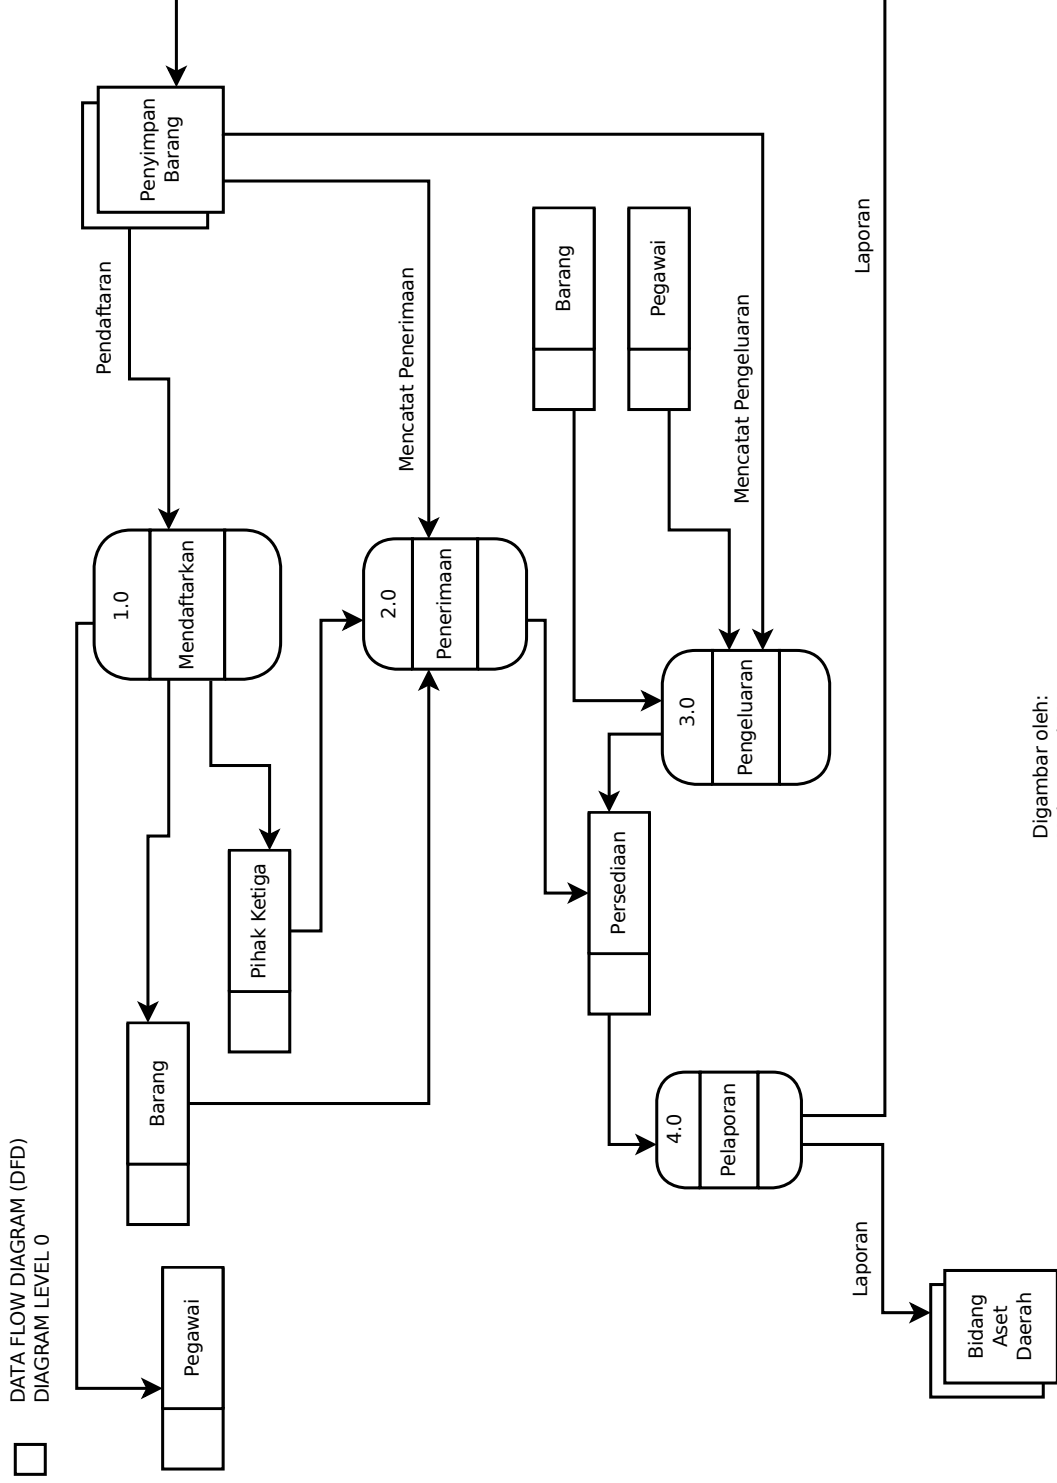 DATA FLOW DIAGRAM (DFD)
DIAGRAM LEVEL 0
Pegawai
Barang
Pihak Ketiga
1.0
Mendaftarkan
Pendaftaran
Penyimpan
Barang
2.0
Penerimaan
Mencatat Penerimaan
Barang
Pegawai
Mencatat Pengeluaran
3.0
Pengeluaran
Persediaan
4.0
Pelaporan
Laporan
Laporan
Bidang
Aset
Daerah
Digambar oleh: